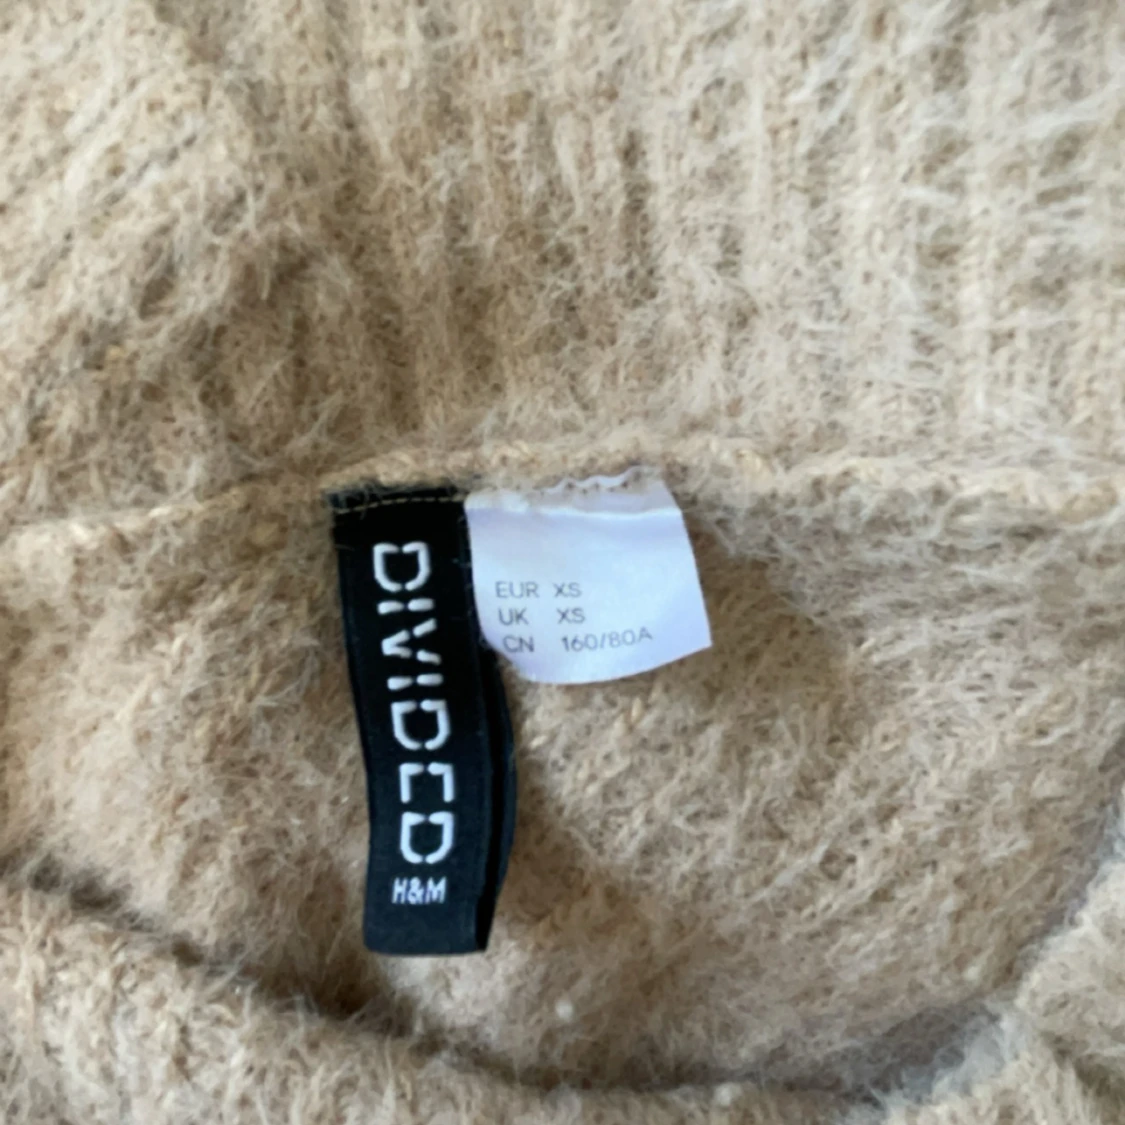 DIVIDED
H&M
EUR XS
UK XS
CN 160/80A